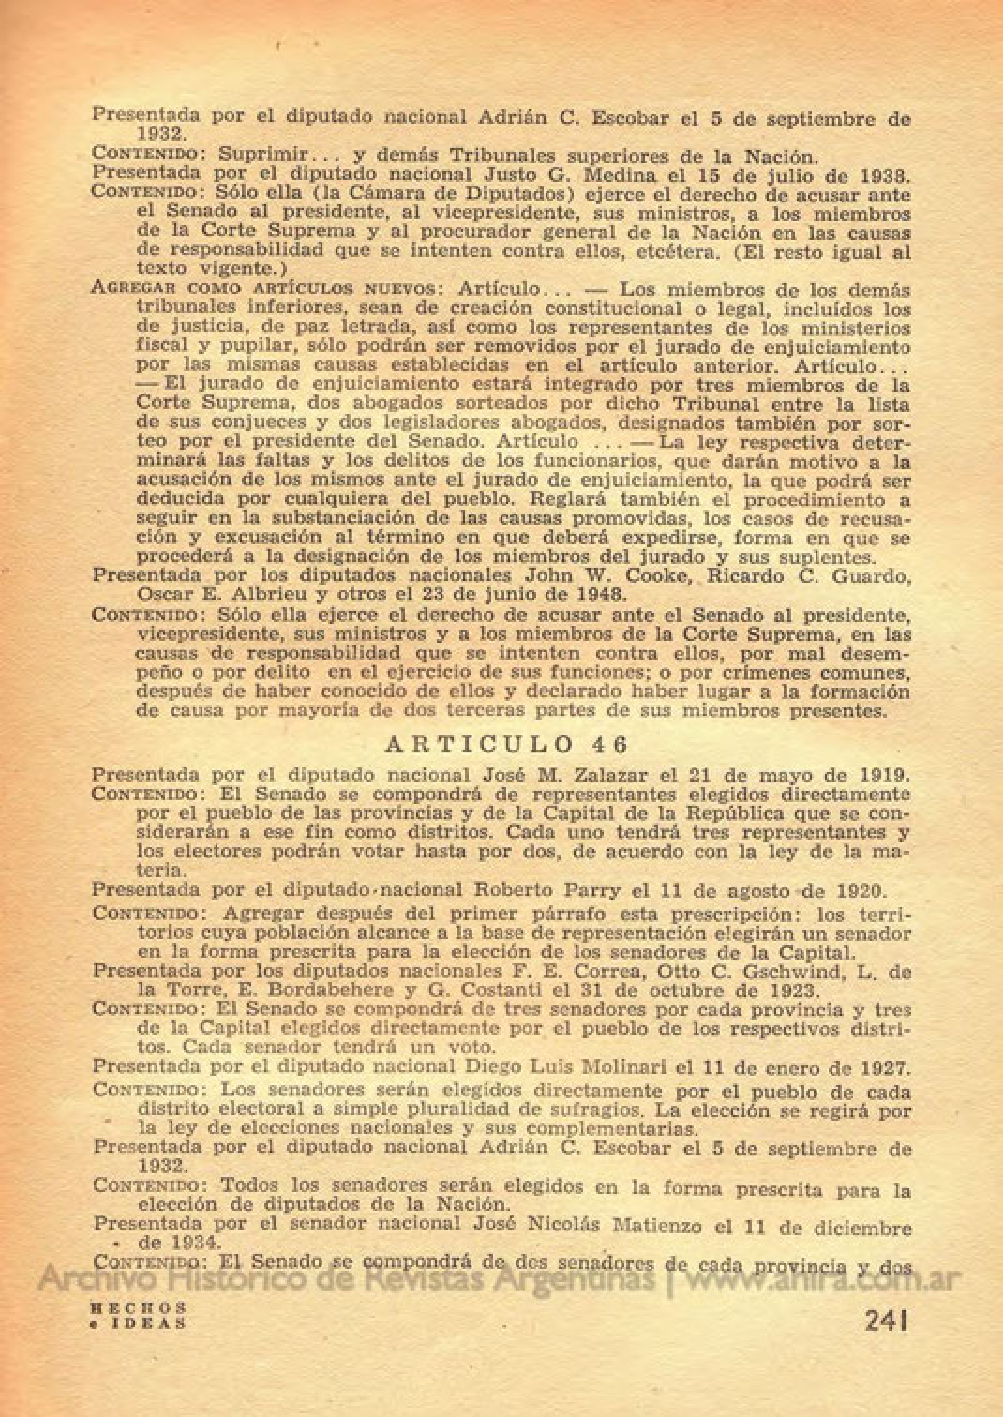 Presentada por el diputado nacional Adrián C. Escobar el 5 de septiembre de
1932.
CONTENIDO: Suprimir... y demás Tribunales superiores de la Nación.
Presentada por el diputado nacional Justo G. Medina el 15 de julio de 1938.
CONTENIDO: Sólo ella (la Cámara de Diputados) ejerce el derecho de acusar ante
el Senado al presidente, al vicepresidente, sus ministros, a los miembros
de la Corte Suprema y al procurador general de la Nación en las causas
de responsabilidad que se intenten contra ellos, etcétera. (El resto igual al
texto vigente.)
AGREGAR COMO ARTÍCULOS NUEVOS: Artículo... — Los miembros de los demás
tribunales inferiores, sean de creación constitucional o legal, incluídos los
de justicia, de paz letrada, así como los representantes de los ministerios
fiscal y pupilar, sólo podrán ser removidos por el jurado de enjuiciamiento
por las mismas causas establecidas en el artículo anterior. Artículo...
— El jurado de enjuiciamiento estará integrado por tres miembros de la
Corte Suprema, dos abogados sorteados por dicho Tribunal entre la lista
de sus conjueces y dos legisladores abogados, designados también por sor-
teo por el presidente del Senado. Artículo ... — La ley respectiva deter-
minará las faltas y los delitos de los funcionarios, que darán motivo a la
acusación de los mismos ante el jurado de enjuiciamiento, la que podrá ser
deducida por cualquiera del pueblo. Reglará también el procedimiento a
seguir en la substanciación de las causas promovidas, los casos de recusa-
ción y excusación al término en que deberá expedirse, forma en que se
procederá a la designación de los miembros del jurado y sus suplentes.
Presentada por los diputados nacionales John W. Cooke, Ricardo C. Guardo,
Oscar E. Albrieu y otros el 23 de junio de 1948.
CONTENIDO: Sólo ella ejerce el derecho de acusar ante el Senado al presidente,
vicepresidente, sus ministros y a los miembros de la Corte Suprema, en las
causas de responsabilidad que se intenten contra ellos, por mal desem-
peño o por delito en el ejercicio de sus funciones; o por crímenes comunes,
después de haber conocido de ellos y declarado haber lugar a la formación
de causa por mayoría de dos terceras partes de sus miembros presentes.
ARTICULO 46
Presentada por el diputado nacional José M. Zalazar el 21 de mayo de 1919.
CONTENIDO: El Senado se compondrá de representantes elegidos directamente
por el pueblo de las provincias y de la Capital de la República que se con-
siderarán a ese fin como distritos. Cada uno tendrá tres representantes y
los electores podrán votar hasta por dos, de acuerdo con la ley de la ma-
teria.
Presentada por el diputado nacional Roberto Parry el 11 de agosto de 1920.
CONTENIDO: Agregar después del primer párrafo esta prescripción: los terri-
torios cuya población alcance a la base de representación elegirán un senador
en la forma prescrita para la elección de los senadores de la Capital.
Presentada por los diputados nacionales F. E. Correa, Otto C. Gschwind, L. de
la Torre, E. Bordabehere y G. Costanti el 31 de octubre de 1923.
CONTENIDO: El Senado se compondrá de tres senadores por cada provincia y tres
de la Capital elegidos directamente por el pueblo de los respectivos distri-
tos. Cada senador tendrá un voto.
Presentada por el diputado nacional Diego Luis Molinari el 11 de enero de 1927.
CONTENIDO: Los senadores serán elegidos directamente por el pueblo de cada
distrito electoral a simple pluralidad de sufragios. La elección se regirá por
la ley de elecciones nacionales y sus complementarias.
Presentada por el diputado nacional Adrián C. Escobar el 5 de septiembre de
1932.
CONTENIDO: Todos los senadores serán elegidos en la forma prescrita para la
elección de diputados de la Nación.
Presentada por el senador nacional José Nicolás Matienzo el 11 de diciembre
de 1934.
CONTENIDO: El Senado se compondrá de dos senadores de cada provincia y dos
Archivo Histórico de Revistas Argentinas | www.ahira.com.ar
HECHOS
e IDEAS
241